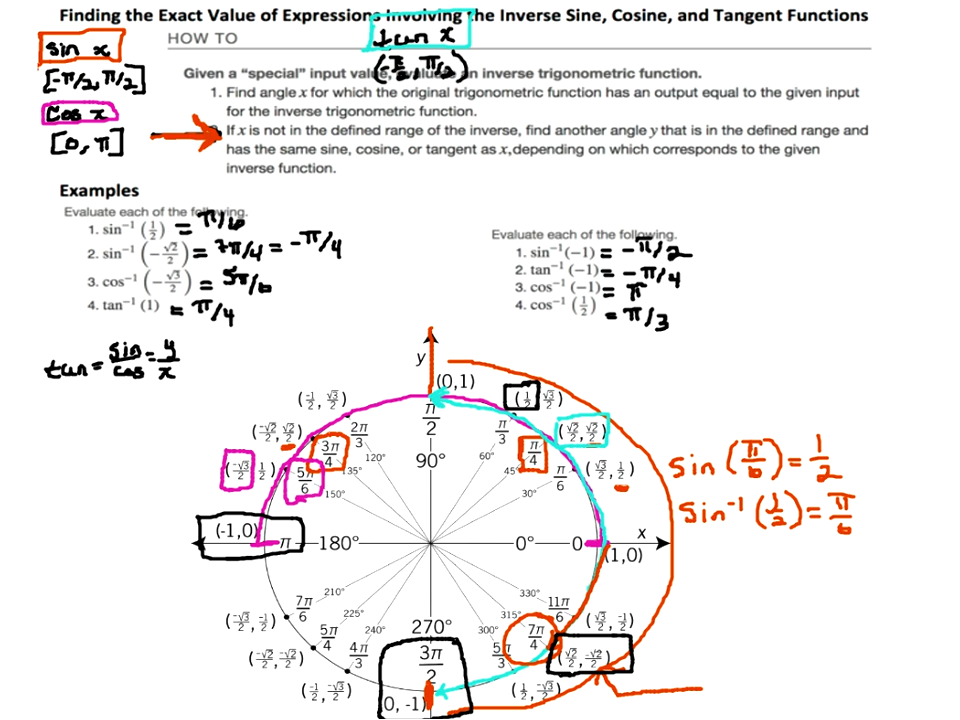 Finding the Exact Value of Expressions Involving the Inverse Sine, Cosine, and Tangent Functions
HOW TO
tan x
(-π/2, π/2)
sin x
[-π/2, π/2]
cos x
[0, π]
Given a “special” input value, evaluate an inverse trigonometric function.
1. Find angle x for which the original trigonometric function has an output equal to the given input
for the inverse trigonometric function.
If x is not in the defined range of the inverse, find another angle y that is in the defined range and
has the same sine, cosine, or tangent as x, depending on which corresponds to the given
inverse function.
Examples
Evaluate each of the following.
1. sin⁻¹ (1/2) = π/6
2. sin⁻¹ (-√2/2) = 7π/4 = -π/4
3. cos⁻¹ (-√3/2) = 5π/6
4. tan⁻¹ (1) = π/4
Evaluate each of the following.
1. sin⁻¹(-1) = -π/2
2. tan⁻¹ (-1) = -π/4
3. cos⁻¹(-1) = π
4. cos⁻¹ (1/2) = π/3
tan = sin/cos = y/x
y
(0,1)
(-1/2, √3/2)
π/2
(1/2, √3/2)
(-√2/2, √2/2)
2π/3
π/3
(√2/2, √2/2)
3π/4
120°
90°
60°
π/4
(-√3/2, 1/2)
5π/6
135°
45°
π/6
(√3/2, 1/2)
150°
30°
sin (π/6) = 1/2
sin⁻¹ (1/2) = π/6
(-1,0)
π
180°
0°
0
x
(1,0)
210°
330°
7π/6
225°
315°
11π/6
(-√3/2, -1/2)
(√3/2, -1/2)
5π/4
240°
270°
300°
7π/4
(-√2/2, -√2/2)
4π/3
3π/2
5π/3
(√2/2, -√2/2)
(-1/2, -√3/2)
(0, -1)
(1/2, -√3/2)